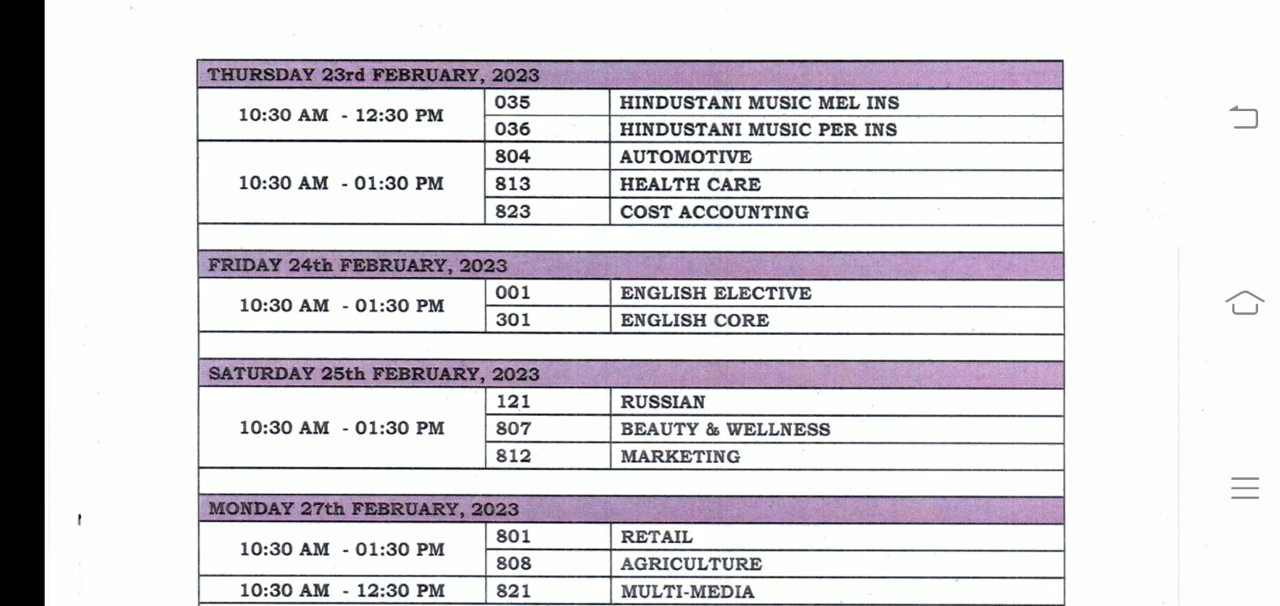 THURSDAY 23rd FEBRUARY, 2023
10:30 AM - 12:30 PM
035 HINDUSTANI MUSIC MEL INS
036 HINDUSTANI MUSIC PER INS
10:30 AM - 01:30 PM
804 AUTOMOTIVE
813 HEALTH CARE
823 COST ACCOUNTING
FRIDAY 24th FEBRUARY, 2023
10:30 AM - 01:30 PM
001 ENGLISH ELECTIVE
301 ENGLISH CORE
SATURDAY 25th FEBRUARY, 2023
10:30 AM - 01:30 PM
121 RUSSIAN
807 BEAUTY & WELLNESS
812 MARKETING
MONDAY 27th FEBRUARY, 2023
10:30 AM - 01:30 PM
801 RETAIL
808 AGRICULTURE
10:30 AM - 12:30 PM 821 MULTI-MEDIA